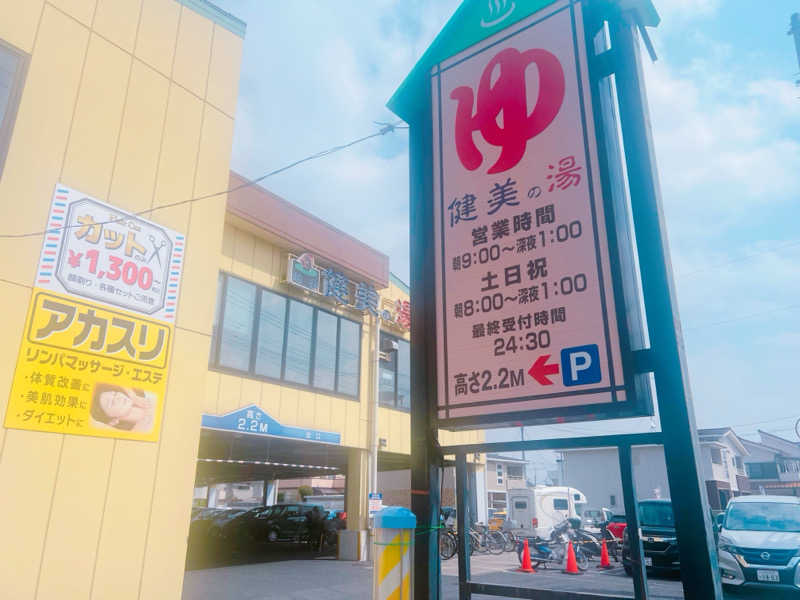 ゆ
健美の湯
営業時間
朝9:00～深夜1:00
土日祝
朝8:00～深夜1:00
最終受付時間
24:30
高さ2.2M
P
健美の湯
カット
¥1,300
顔剃り・各種セットご用意
アカスリ
リンパマッサージ・エステ
・体質改善に
・美肌効果に
・ダイエットに
高さ
2.2M
出口